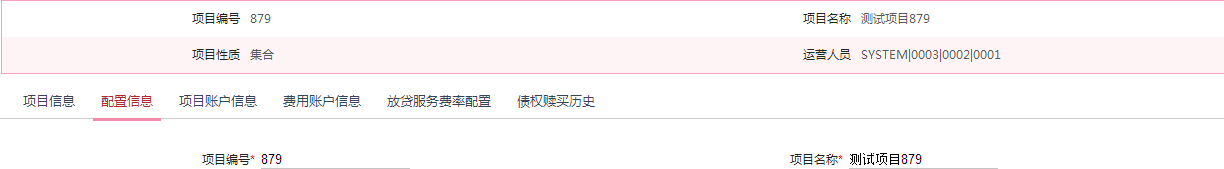 项目编号 879 项目名称 测试项目879
项目性质 集合 运营人员 SYSTEM|0003|0002|0001
项目信息 配置信息 项目账户信息 费用账户信息 放贷服务费率配置 债权赎买历史
项目编号* 879 项目名称* 测试项目879